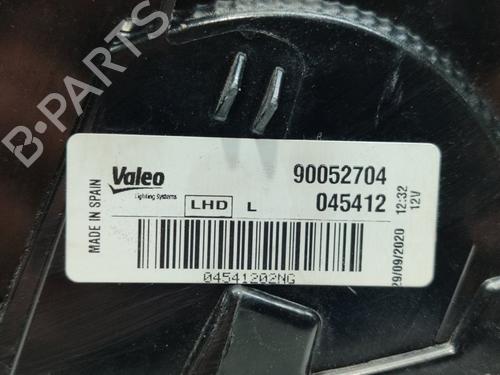 B-PARTS
MADE IN SPAIN
Valeo
Lighting Systems
90052704
LHD L
045412
29/09/2020 12:32
12V
04541202NG